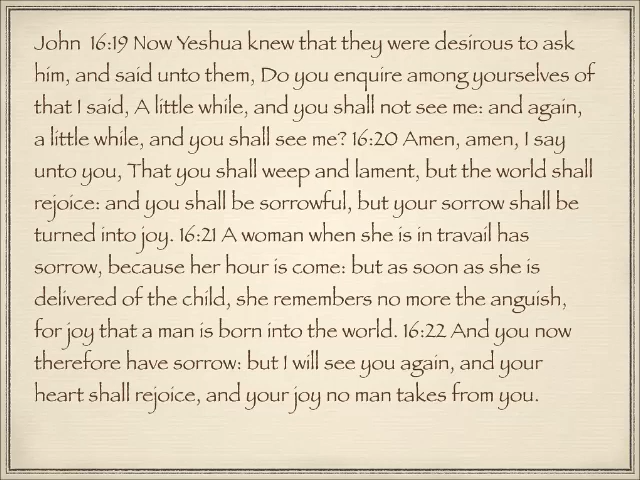 John 16:19 Now Yeshua knew that they were desirous to ask
him, and said unto them, Do you enquire among yourselves of
that I said, A little while, and you shall not see me: and again,
a little while, and you shall see me? 16:20 Amen, amen, I say
unto you, That you shall weep and lament, but the world shall
rejoice: and you shall be sorrowful, but your sorrow shall be
turned into joy. 16:21 A woman when she is in travail has
sorrow, because her hour is come: but as soon as she is
delivered of the child, she remembers no more the anguish,
for joy that a man is born into the world. 16:22 And you now
therefore have sorrow: but I will see you again, and your
heart shall rejoice, and your joy no man takes from you.